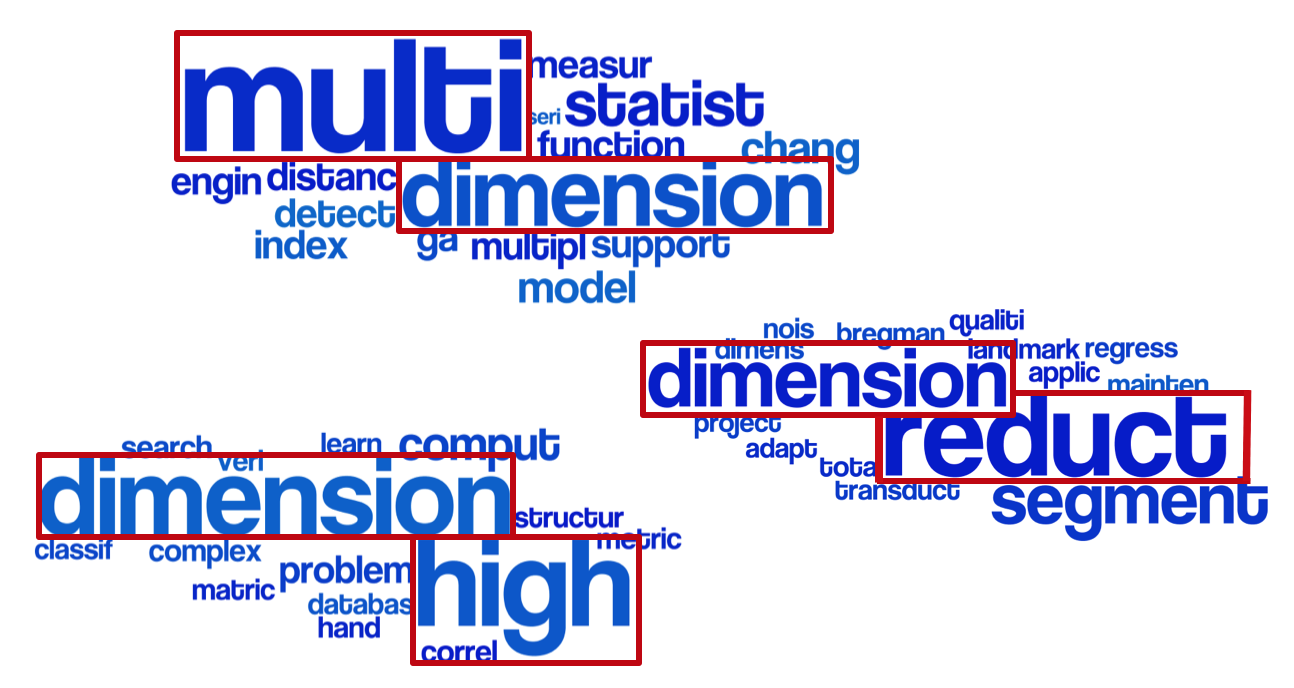 multi
measur
seri statist
function chang
engin distanc dimension
detect
index ga multipl support
model
nois bregman qualiti
dimens landmark regress
dimension applic mainten
project reduct
adapt
tota
transduct segment
search veri learn comput
dimension structur
classif complex high metric
matric problem
databas
hand
correl